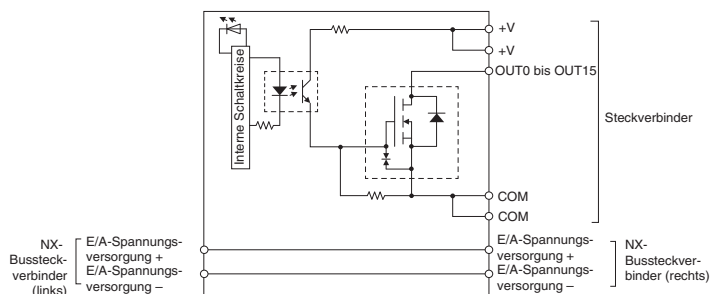 +V
+V
OUT0 bis OUT15
Interne Schaltkreise
Steckverbinder
COM
COM
NX-
Bussteck-
verbinder
(links)
E/A-Spannungs-
versorgung +
E/A-Spannungs-
versorgung –
E/A-Spannungs-
versorgung +
E/A-Spannungs-
versorgung –
NX-
Bussteckver-
binder (rechts)